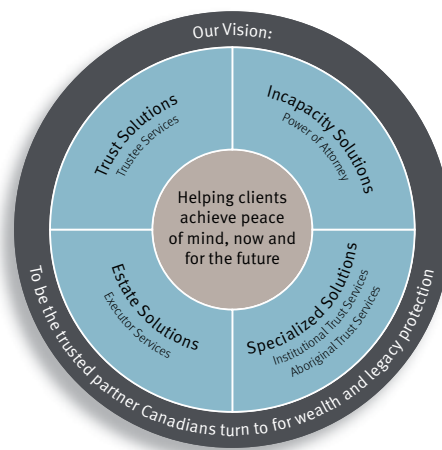 Our Vision:
Trust Solutions
Trustee Services
Incapacity Solutions
Power of Attorney
Helping clients
achieve peace
of mind, now and
for the future
Estate Solutions
Executor Services
Specialized Solutions
Institutional Trust Services
Aboriginal Trust Services
To be the trusted partner Canadians turn to for wealth and legacy protection